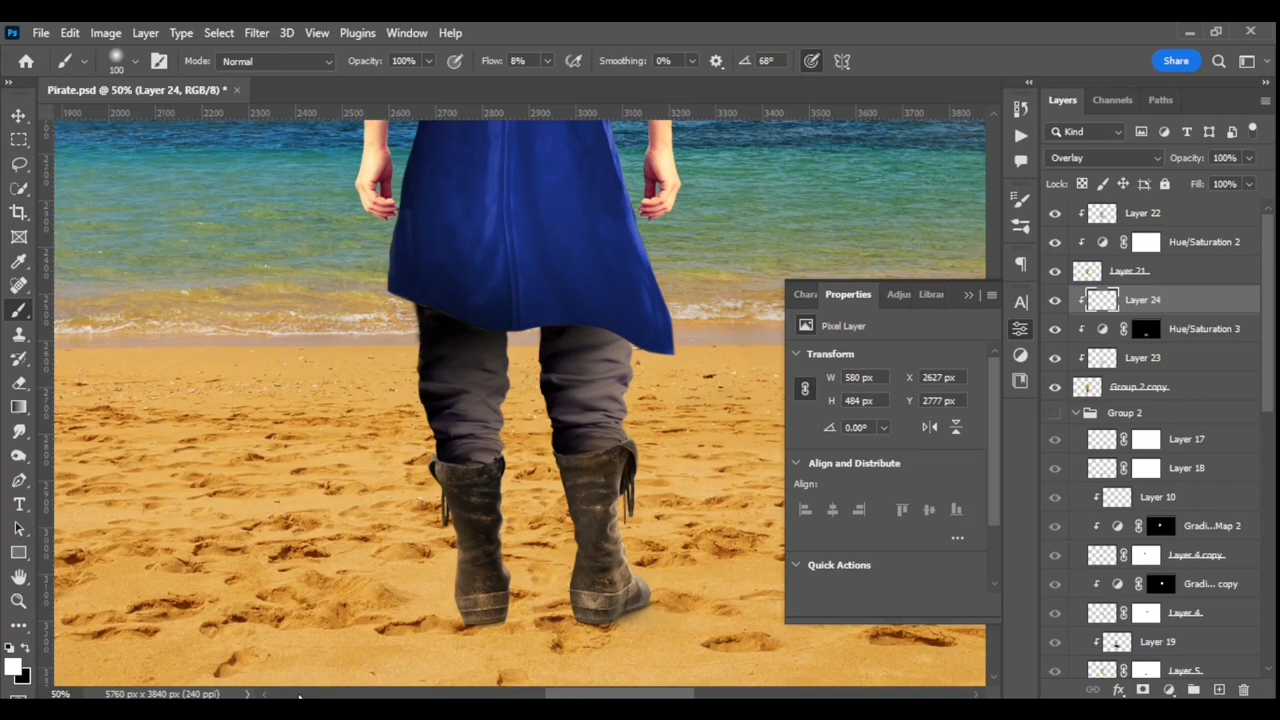 Ps File Edit Image Layer Type Select Filter 3D View Plugins Window Help
100 Mode: Normal Opacity: 100% Flow: 8% Smoothing: 0% 68° Share
Pirate.psd @ 50% (Layer 24, RGB/8) * ×
1900 2400 2500 2600 2700 2800 2900 3000 3100 3200 3300 3400 3500 3600 3700 3800
Layers Channels Paths
Kind
Overlay Opacity: 100%
Lock: Fill: 100%
Layer 22
Hue/Saturation 2
Layer 21
Layer 24
Hue/Saturation 3
Layer 23
Group 2 copy
Group 2
Layer 17
Layer 18
Layer 10
Gradi...Map 2
Layer 4 copy
Gradi... copy
Layer 4
Layer 19
Layer 5
Chara Properties Adju Librar
Pixel Layer
Transform
W 580 px X 2627 px
H 484 px Y 2777 px
0.00°
Align and Distribute
Align:
Quick Actions
50% 5760 px x 3840 px (240 ppi)